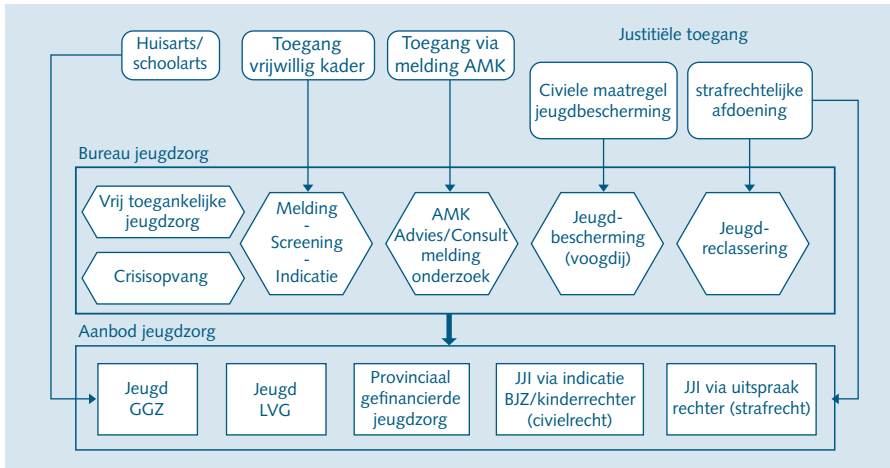 Justitiële toegang
Huisarts/
schoolarts
Toegang
vrijwillig kader
Toegang via
melding AMK
Civiele maatregel
jeugdbescherming
strafrechtelijke
afdoening
Bureau jeugdzorg
Vrij toegankelijke
jeugdzorg
Crisisopvang
Melding
-
Screening
-
Indicatie
AMK
Advies/Consult
melding
onderzoek
Jeugd-
bescherming
(voogdij)
Jeugd-
reclassering
Aanbod jeugdzorg
Jeugd
GGZ
Jeugd
LVG
Provinciaal
gefinancierde
jeugdzorg
JJI via indicatie
BJZ/kinderrechter
(civielrecht)
JJI via uitspraak
rechter (strafrecht)